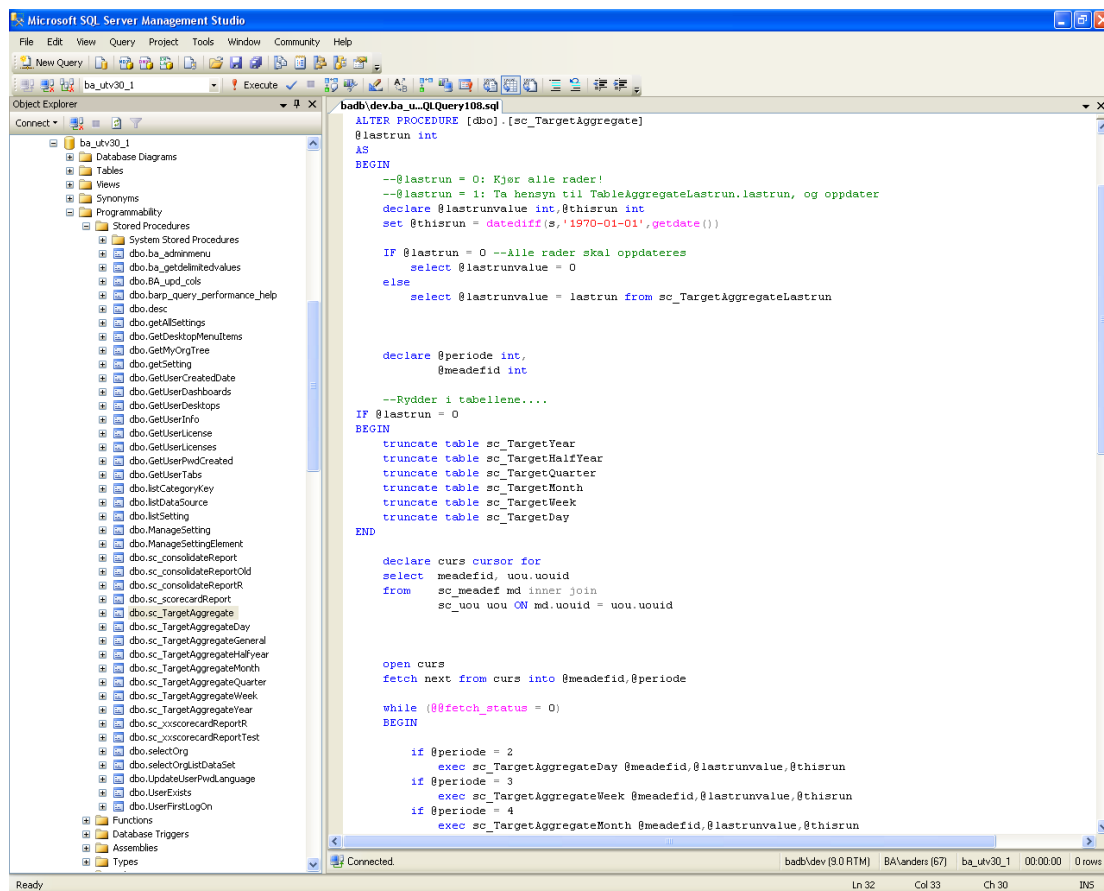 Microsoft SQL Server Management Studio
File Edit View Query Project Tools Window Community Help
New Query
ba_utv30_1 Execute
Object Explorer
Connect
ba_utv30_1
Database Diagrams
Tables
Views
Synonyms
Programmability
Stored Procedures
System Stored Procedures
dbo.ba_adminmenu
dbo.ba_getdelimitedvalues
dbo.BA_upd_cols
dbo.barp_query_performance_help
dbo.desc
dbo.getAllSettings
dbo.GetDesktopMenuItems
dbo.GetMyOrgTree
dbo.getSetting
dbo.GetUserCreatedDate
dbo.GetUserDashboards
dbo.GetUserDesktops
dbo.GetUserInfo
dbo.GetUserLicense
dbo.GetUserLicenses
dbo.GetUserPwdCreated
dbo.GetUserTabs
dbo.listCategoryKey
dbo.listDataSource
dbo.listSetting
dbo.ManageSetting
dbo.ManageSettingElement
dbo.sc_consolidateReport
dbo.sc_consolidateReportOld
dbo.sc_consolidateReportR
dbo.sc_scorecardReport
dbo.sc_TargetAggregate
dbo.sc_TargetAggregateDay
dbo.sc_TargetAggregateGeneral
dbo.sc_TargetAggregateHalfyear
dbo.sc_TargetAggregateMonth
dbo.sc_TargetAggregateQuarter
dbo.sc_TargetAggregateWeek
dbo.sc_TargetAggregateYear
dbo.sc_xxscorecardReportR
dbo.sc_xxscorecardReportTest
dbo.selectOrg
dbo.selectOrgListDataSet
dbo.UpdateUserPwdLanguage
dbo.UserExists
dbo.UserFirstLogOn
Functions
Database Triggers
Assemblies
Types
badb\dev.ba_u...QLQuery108.sql
ALTER PROCEDURE [dbo].[sc_TargetAggregate]
@lastrun int
AS
BEGIN
--@lastrun = 0: Kjør alle rader!
--@lastrun = 1: Ta hensyn til TableAggregateLastrun.lastrun, og oppdater
declare @lastrunvalue int,@thisrun int
set @thisrun = datediff(s,'1970-01-01',getdate())
IF @lastrun = 0 --Alle rader skal oppdateres
select @lastrunvalue = 0
else
select @lastrunvalue = lastrun from sc_TargetAggregateLastrun
declare @periode int,
@meadefid int
--Rydder i tabellene....
IF @lastrun = 0
BEGIN
truncate table sc_TargetYear
truncate table sc_TargetHalfYear
truncate table sc_TargetQuarter
truncate table sc_TargetMonth
truncate table sc_TargetWeek
truncate table sc_TargetDay
END
declare curs cursor for
select meadefid, uou.uouid
from sc_meadef md inner join
sc_uou uou ON md.uouid = uou.uouid
open curs
fetch next from curs into @meadefid,@periode
while (@@fetch_status = 0)
BEGIN
if @periode = 2
exec sc_TargetAggregateDay @meadefid,@lastrunvalue,@thisrun
if @periode = 3
exec sc_TargetAggregateWeek @meadefid,@lastrunvalue,@thisrun
if @periode = 4
exec sc_TargetAggregateMonth @meadefid,@lastrunvalue,@thisrun
Connected. badb\dev (9.0 RTM) BA\anders (67) ba_utv30_1 00:00:00 0 rows
Ready Ln 32 Col 33 Ch 30 INS